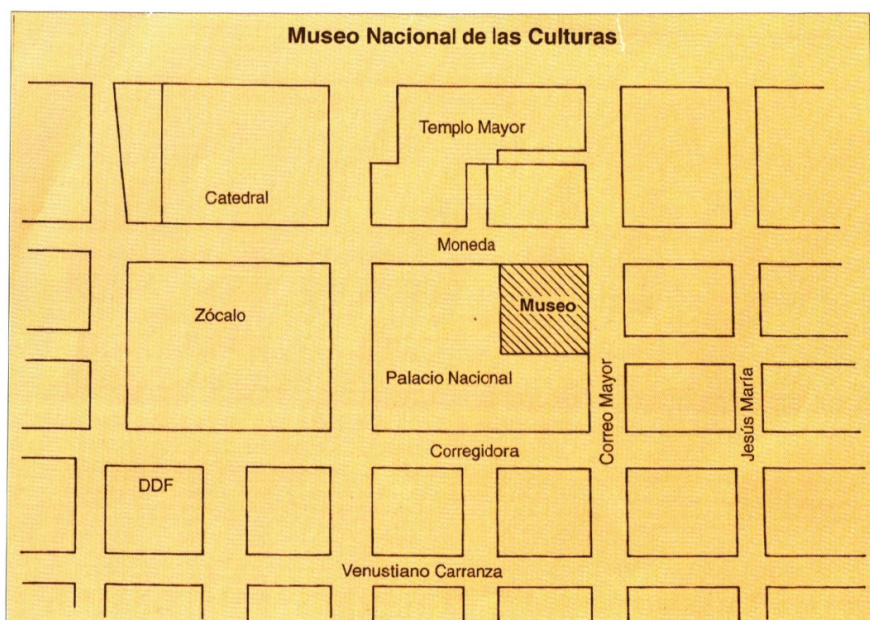 Museo Nacional de las Culturas
Templo Mayor
Catedral
Moneda
Museo
Zócalo
Palacio Nacional
Correo Mayor
Jesús María
Corregidora
DDF
Venustiano Carranza